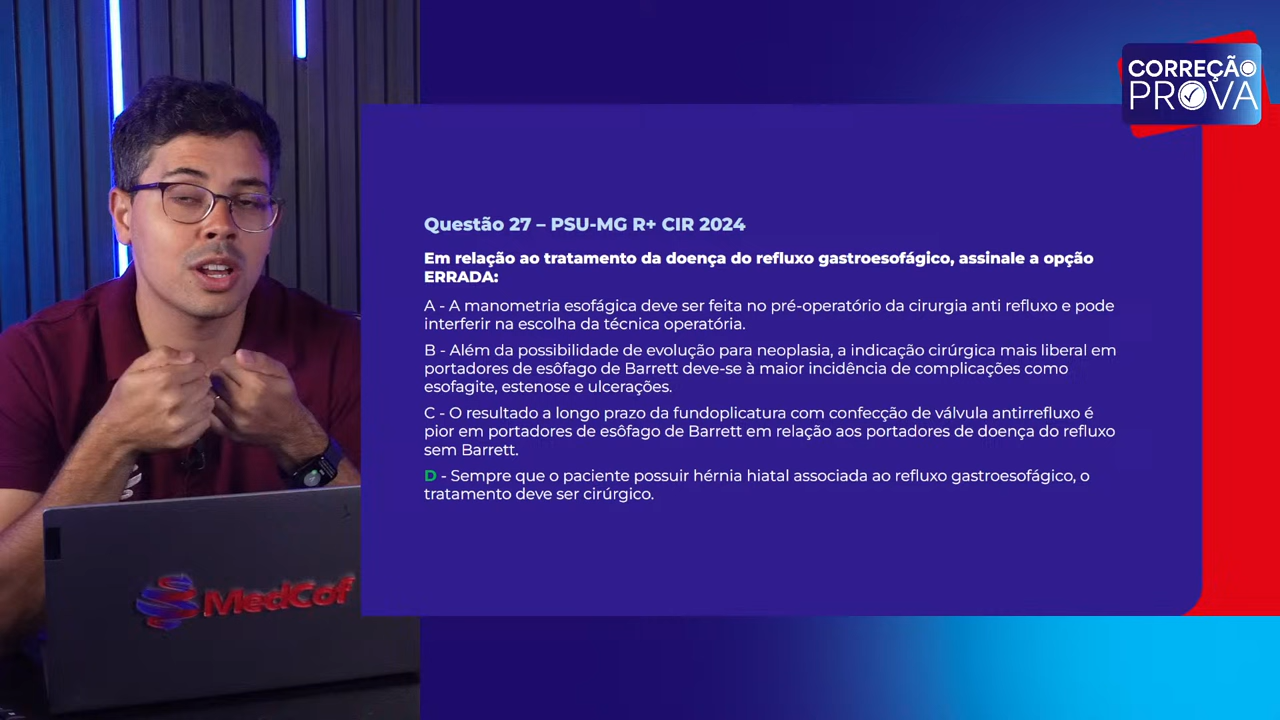 CORREÇÃO
PROVA
Questão 27 – PSU-MG R+ CIR 2024
Em relação ao tratamento da doença do refluxo gastroesofágico, assinale a opção
ERRADA:
A - A manometria esofágica deve ser feita no pré-operatório da cirurgia anti refluxo e pode
interferir na escolha da técnica operatória.
B - Além da possibilidade de evolução para neoplasia, a indicação cirúrgica mais liberal em
portadores de esôfago de Barrett deve-se à maior incidência de complicações como
esofagite, estenose e ulcerações.
C - O resultado a longo prazo da fundoplicatura com confecção de válvula antirrefluxo é
pior em portadores de esôfago de Barrett em relação aos portadores de doença do refluxo
sem Barrett.
D - Sempre que o paciente possuir hérnia hiatal associada ao refluxo gastroesofágico, o
tratamento deve ser cirúrgico.
MedCof